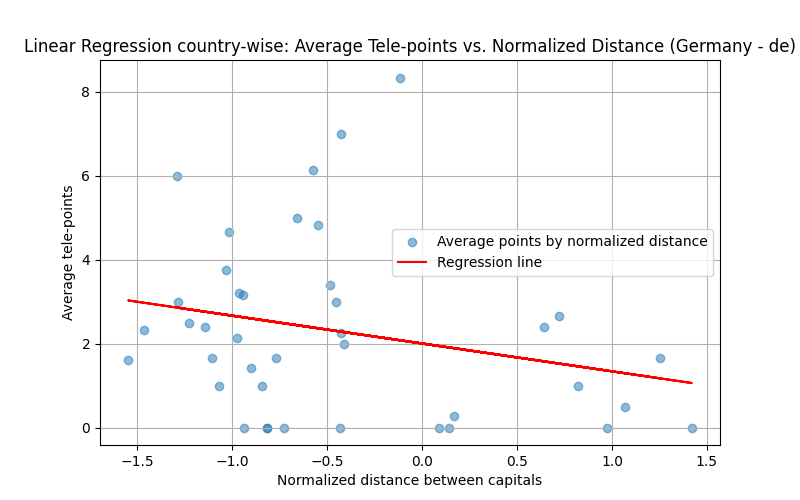 Linear Regression country-wise: Average Tele-points vs. Normalized Distance (Germany - de)
8
6
4
2
0
Average tele-points
Average points by normalized distance
Regression line
−1.5 −1.0 −0.5 0.0 0.5 1.0 1.5
Normalized distance between capitals